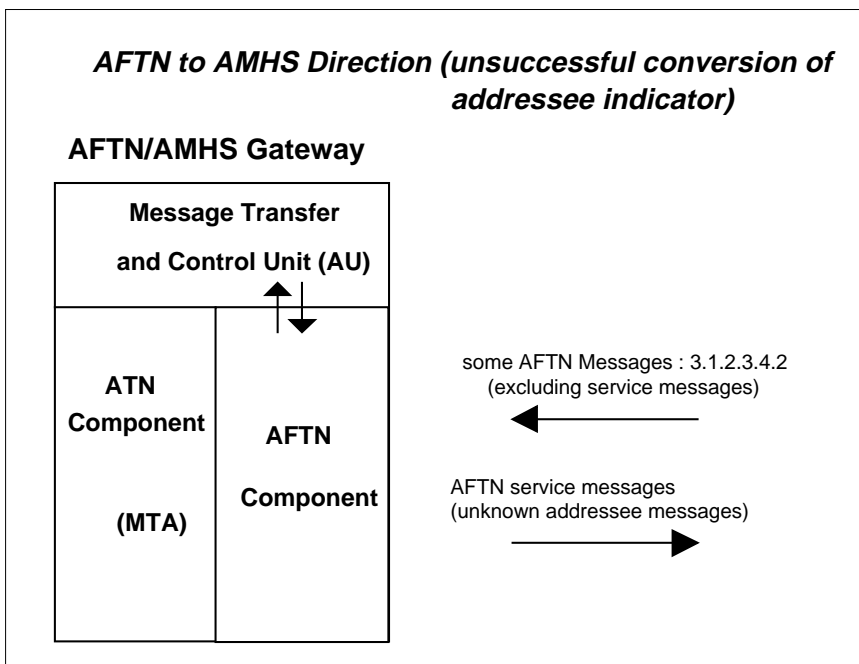 AFTN to AMHS Direction (unsuccessful conversion of
addressee indicator)
AFTN/AMHS Gateway
Message Transfer
and Control Unit (AU)
ATN
Component
(MTA)
AFTN
Component
some AFTN Messages : 3.1.2.3.4.2
(excluding service messages)
AFTN service messages
(unknown addressee messages)